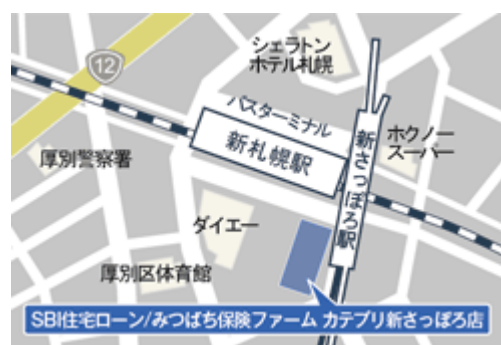 シェラトン
ホテル札幌
12
バスターミナル
新札幌駅
新さっぽろ駅
ホクノー
スーパー
厚別警察署
ダイエー
厚別区体育館
SBI住宅ローン/みつばち保険ファーム カテプリ新さっぽろ店